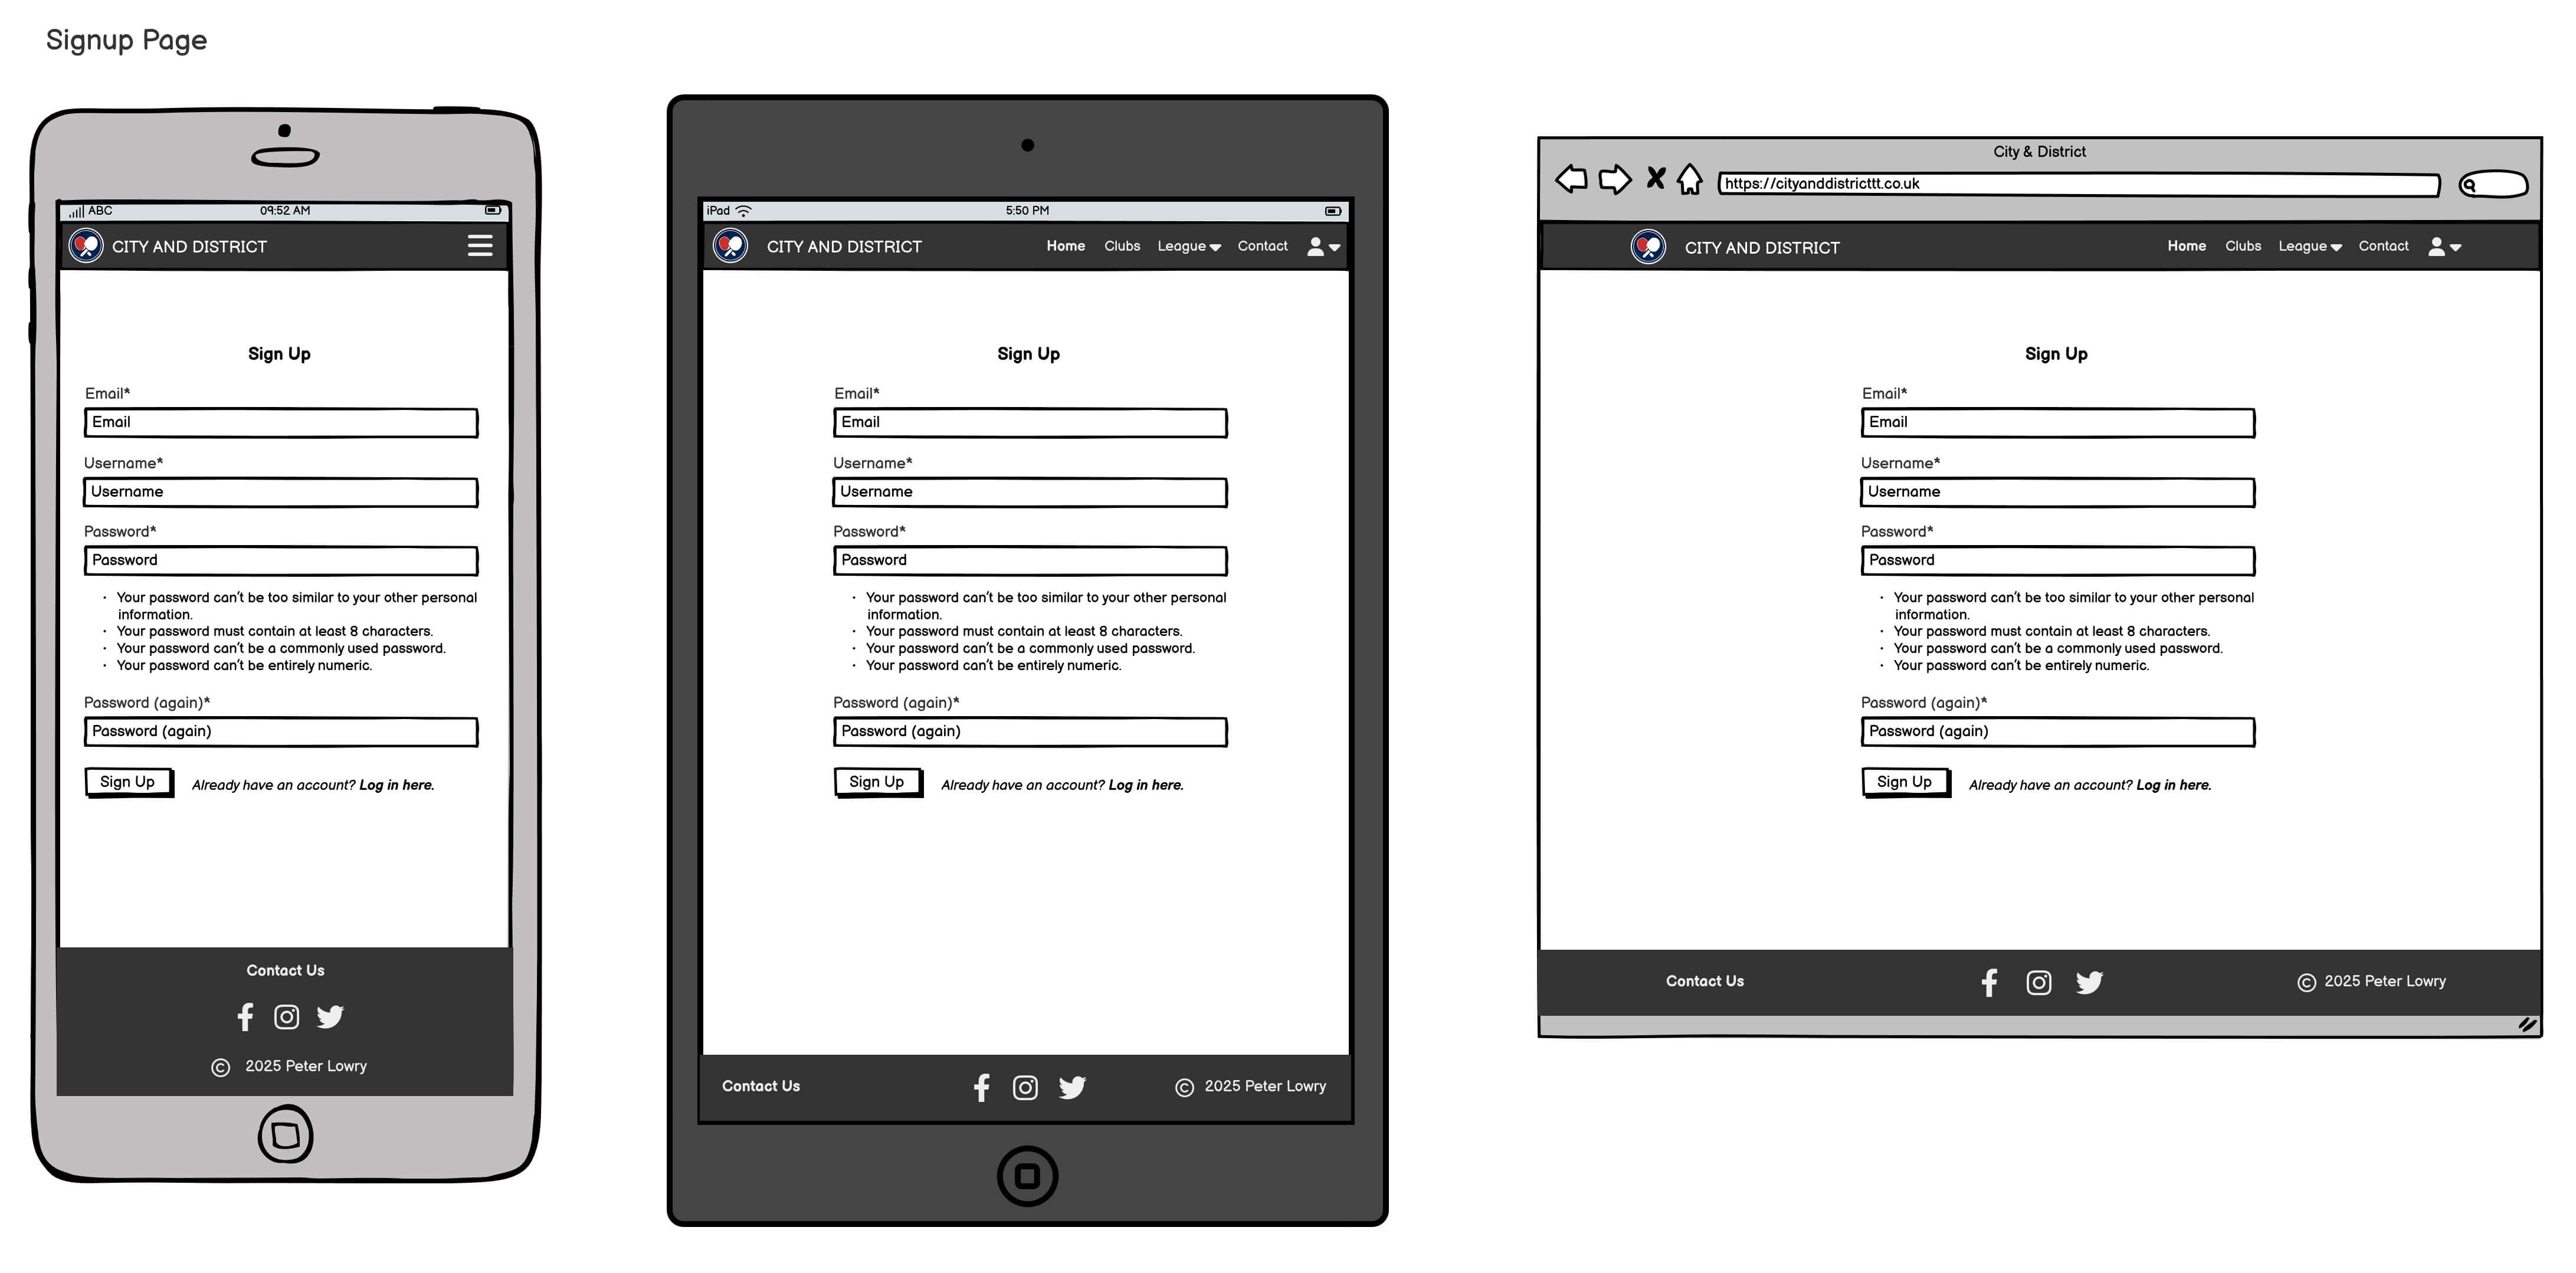 Signup Page
ABC
09:52 AM
CITY AND DISTRICT
Sign Up
Email*
Email
Username*
Username
Password*
Password
· Your password can't be too similar to your other personal
information.
· Your password must contain at least 8 characters.
· Your password can't be a commonly used password.
· Your password can't be entirely numeric.
Password (again)*
Password (again)
Sign Up
Already have an account? Log in here.
Contact Us
© 2025 Peter Lowry
iPad
5:50 PM
CITY AND DISTRICT
Home Clubs League Contact
Sign Up
Email*
Email
Username*
Username
Password*
Password
· Your password can't be too similar to your other personal
information.
· Your password must contain at least 8 characters.
· Your password can't be a commonly used password.
· Your password can't be entirely numeric.
Password (again)*
Password (again)
Sign Up
Already have an account? Log in here.
Contact Us
© 2025 Peter Lowry
City & District
https://cityanddistricttt.co.uk
CITY AND DISTRICT
Home Clubs League Contact
Sign Up
Email*
Email
Username*
Username
Password*
Password
· Your password can't be too similar to your other personal
information.
· Your password must contain at least 8 characters.
· Your password can't be a commonly used password.
· Your password can't be entirely numeric.
Password (again)*
Password (again)
Sign Up
Already have an account? Log in here.
Contact Us
© 2025 Peter Lowry